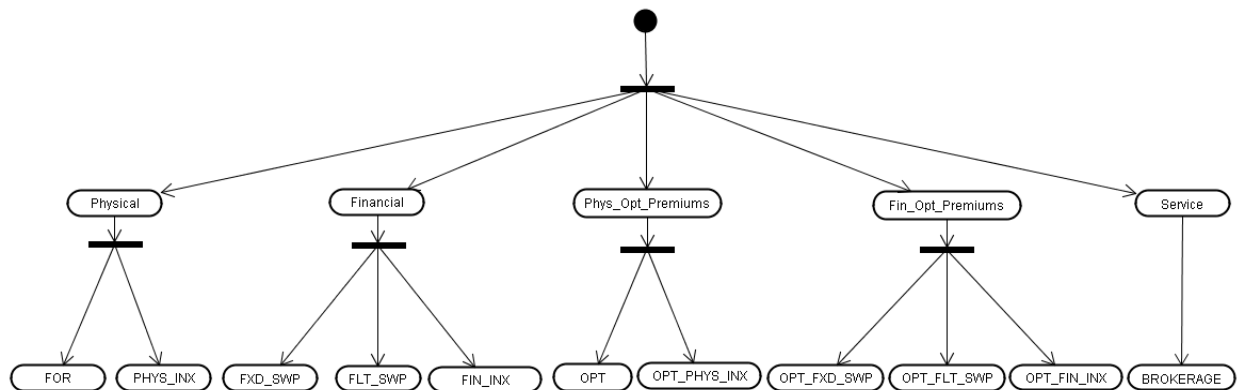 Physical
Financial
Phys_Opt_Premiums
Fin_Opt_Premiums
Service
FOR
PHYS_INX
FXD_SWP
FLT_SWP
FIN_INX
OPT
OPT_PHYS_INX
OPT_FXD_SWP
OPT_FLT_SWP
OPT_FIN_INX
BROKERAGE